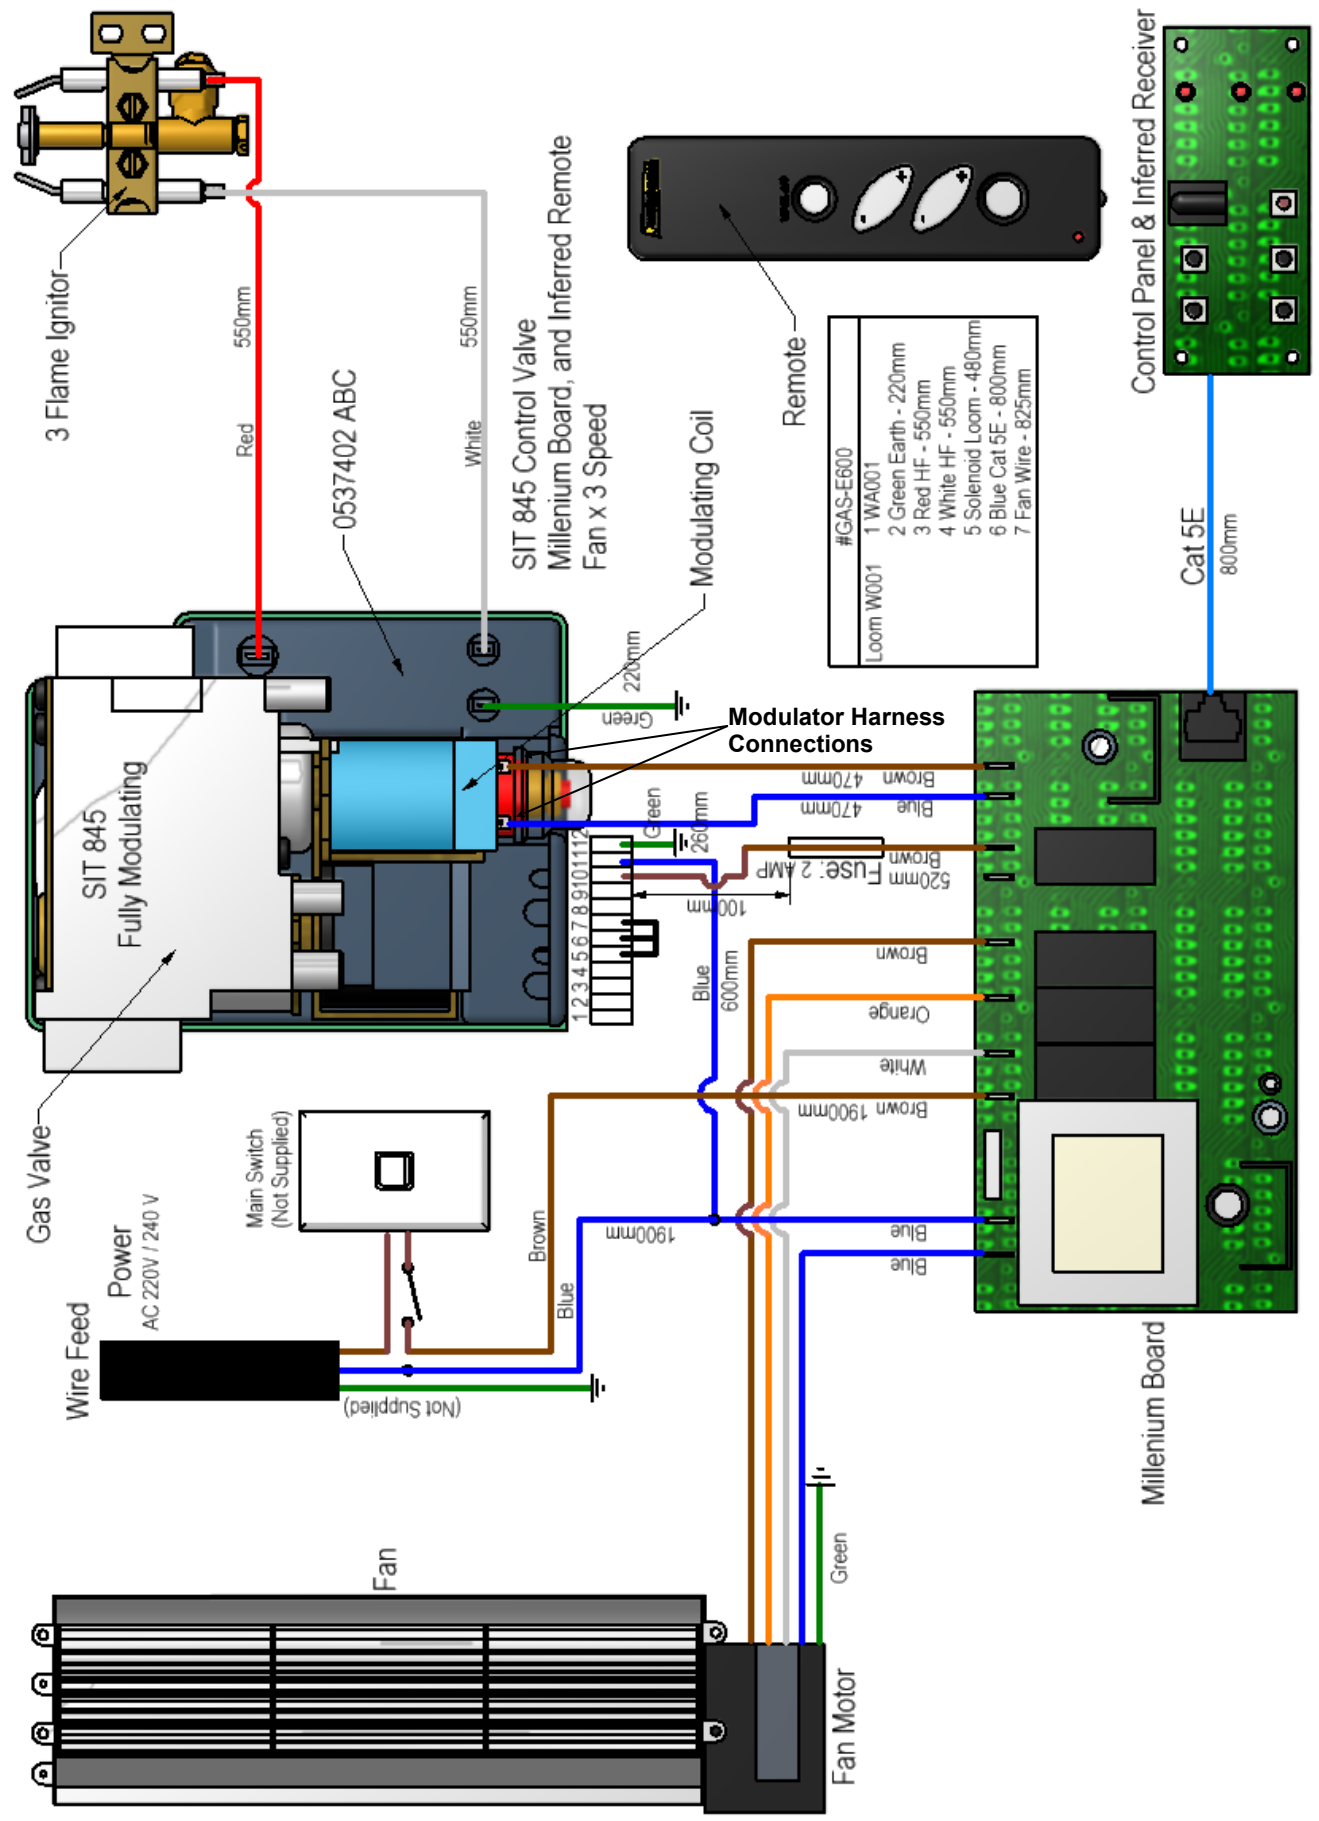 3 Flame Ignitor
Red
550mm
White
550mm
0537402 ABC
SIT 845 Control Valve
Millenium Board, and Inferred Remote
Fan x 3 Speed
Modulating Coil
Remote
#GAS-E600
Loom W001
1 WA001
2 Green Earth - 220mm
3 Red HF - 550mm
4 White HF - 550mm
5 Solenoid Loom - 480mm
6 Blue Cat 5E - 800mm
7 Fan Wire - 825mm
Control Panel & Inferred Receiver
Cat 5E
800mm
SIT 845
Fully Modulating
Gas Valve
Green
220mm
Modulator Harness
Connections
Brown
470mm
Blue
470mm
Green
260mm
1 2 3 4 5 6 7 8 9 10 11 12
Fuse: 2 AMP
Brown
520mm
100mm
Blue
600mm
Brown
Orange
White
Brown 1900mm
Main Switch
(Not Supplied)
Power
AC 220V / 240 V
Wire Feed
(Not Supplied)
Brown
Blue
1900mm
Blue
Blue
Millenium Board
Fan
Green
Fan Motor